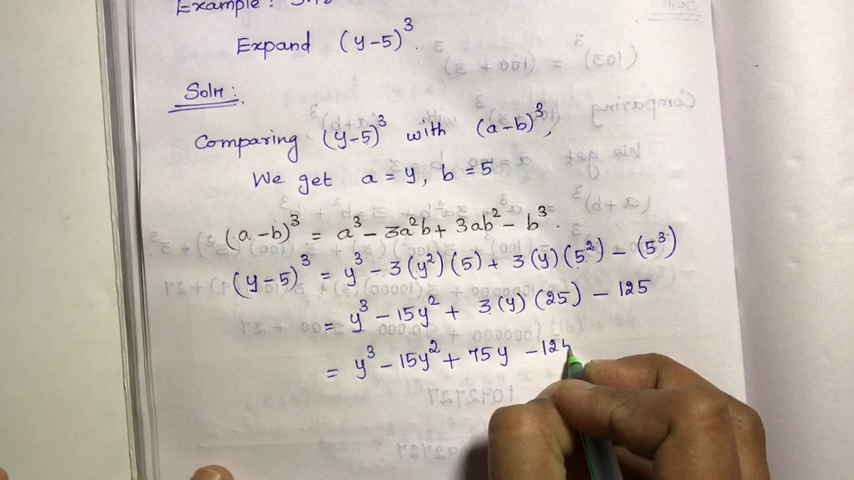 Example:
Expand (y-5)³.
Soln:
Comparing (y-5)³ with (a-b)³,
We get a = y, b = 5
(a-b)³ = a³ - 3a²b + 3ab² - b³.
(y-5)³ = y³ - 3(y²)(5) + 3(y)(5²) - (5³)
= y³ - 15y² + 3(y)(25) - 125
= y³ - 15y² + 75y - 12